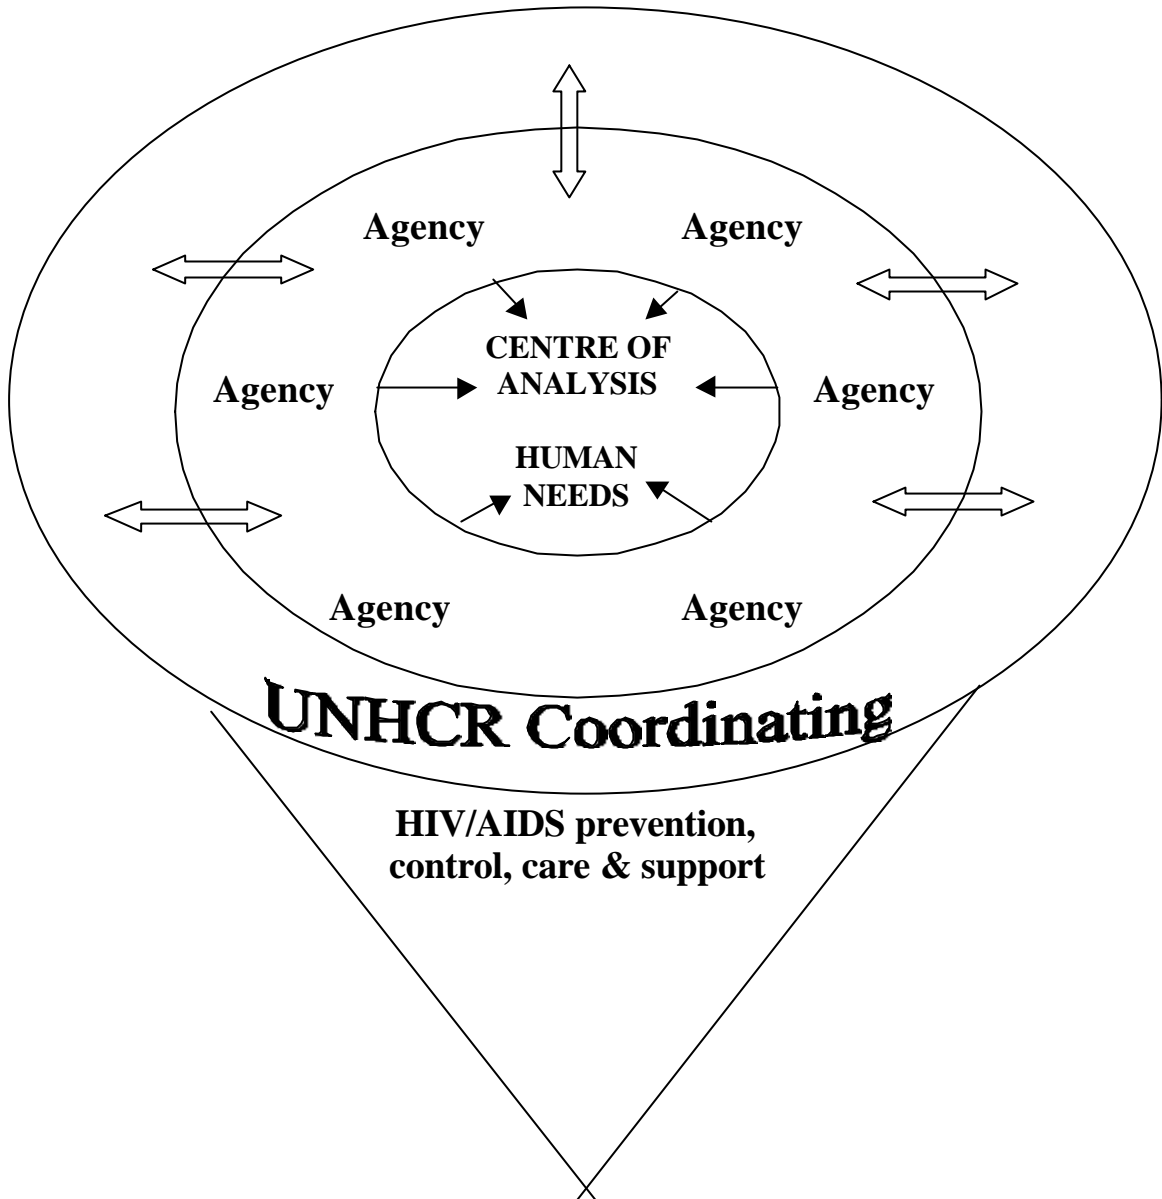 Agency
Agency
CENTRE OF
ANALYSIS
Agency
Agency
HUMAN
NEEDS
Agency
Agency
UNHCR Coordinating
HIV/AIDS prevention,
control, care & support